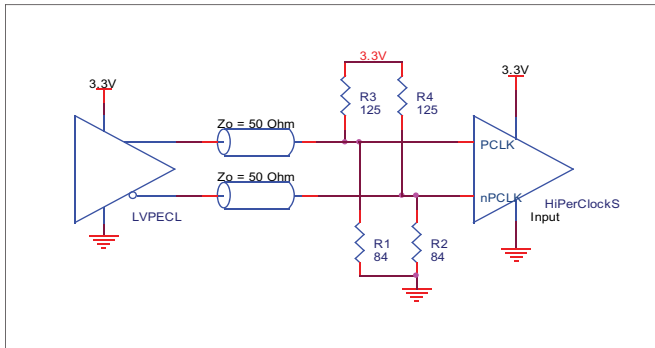 3.3V
3.3V
3.3V
R3
125
R4
125
Zo = 50 Ohm
PCLK
Zo = 50 Ohm
nPCLK
HiPerClockS
Input
LVPECL
R1
84
R2
84